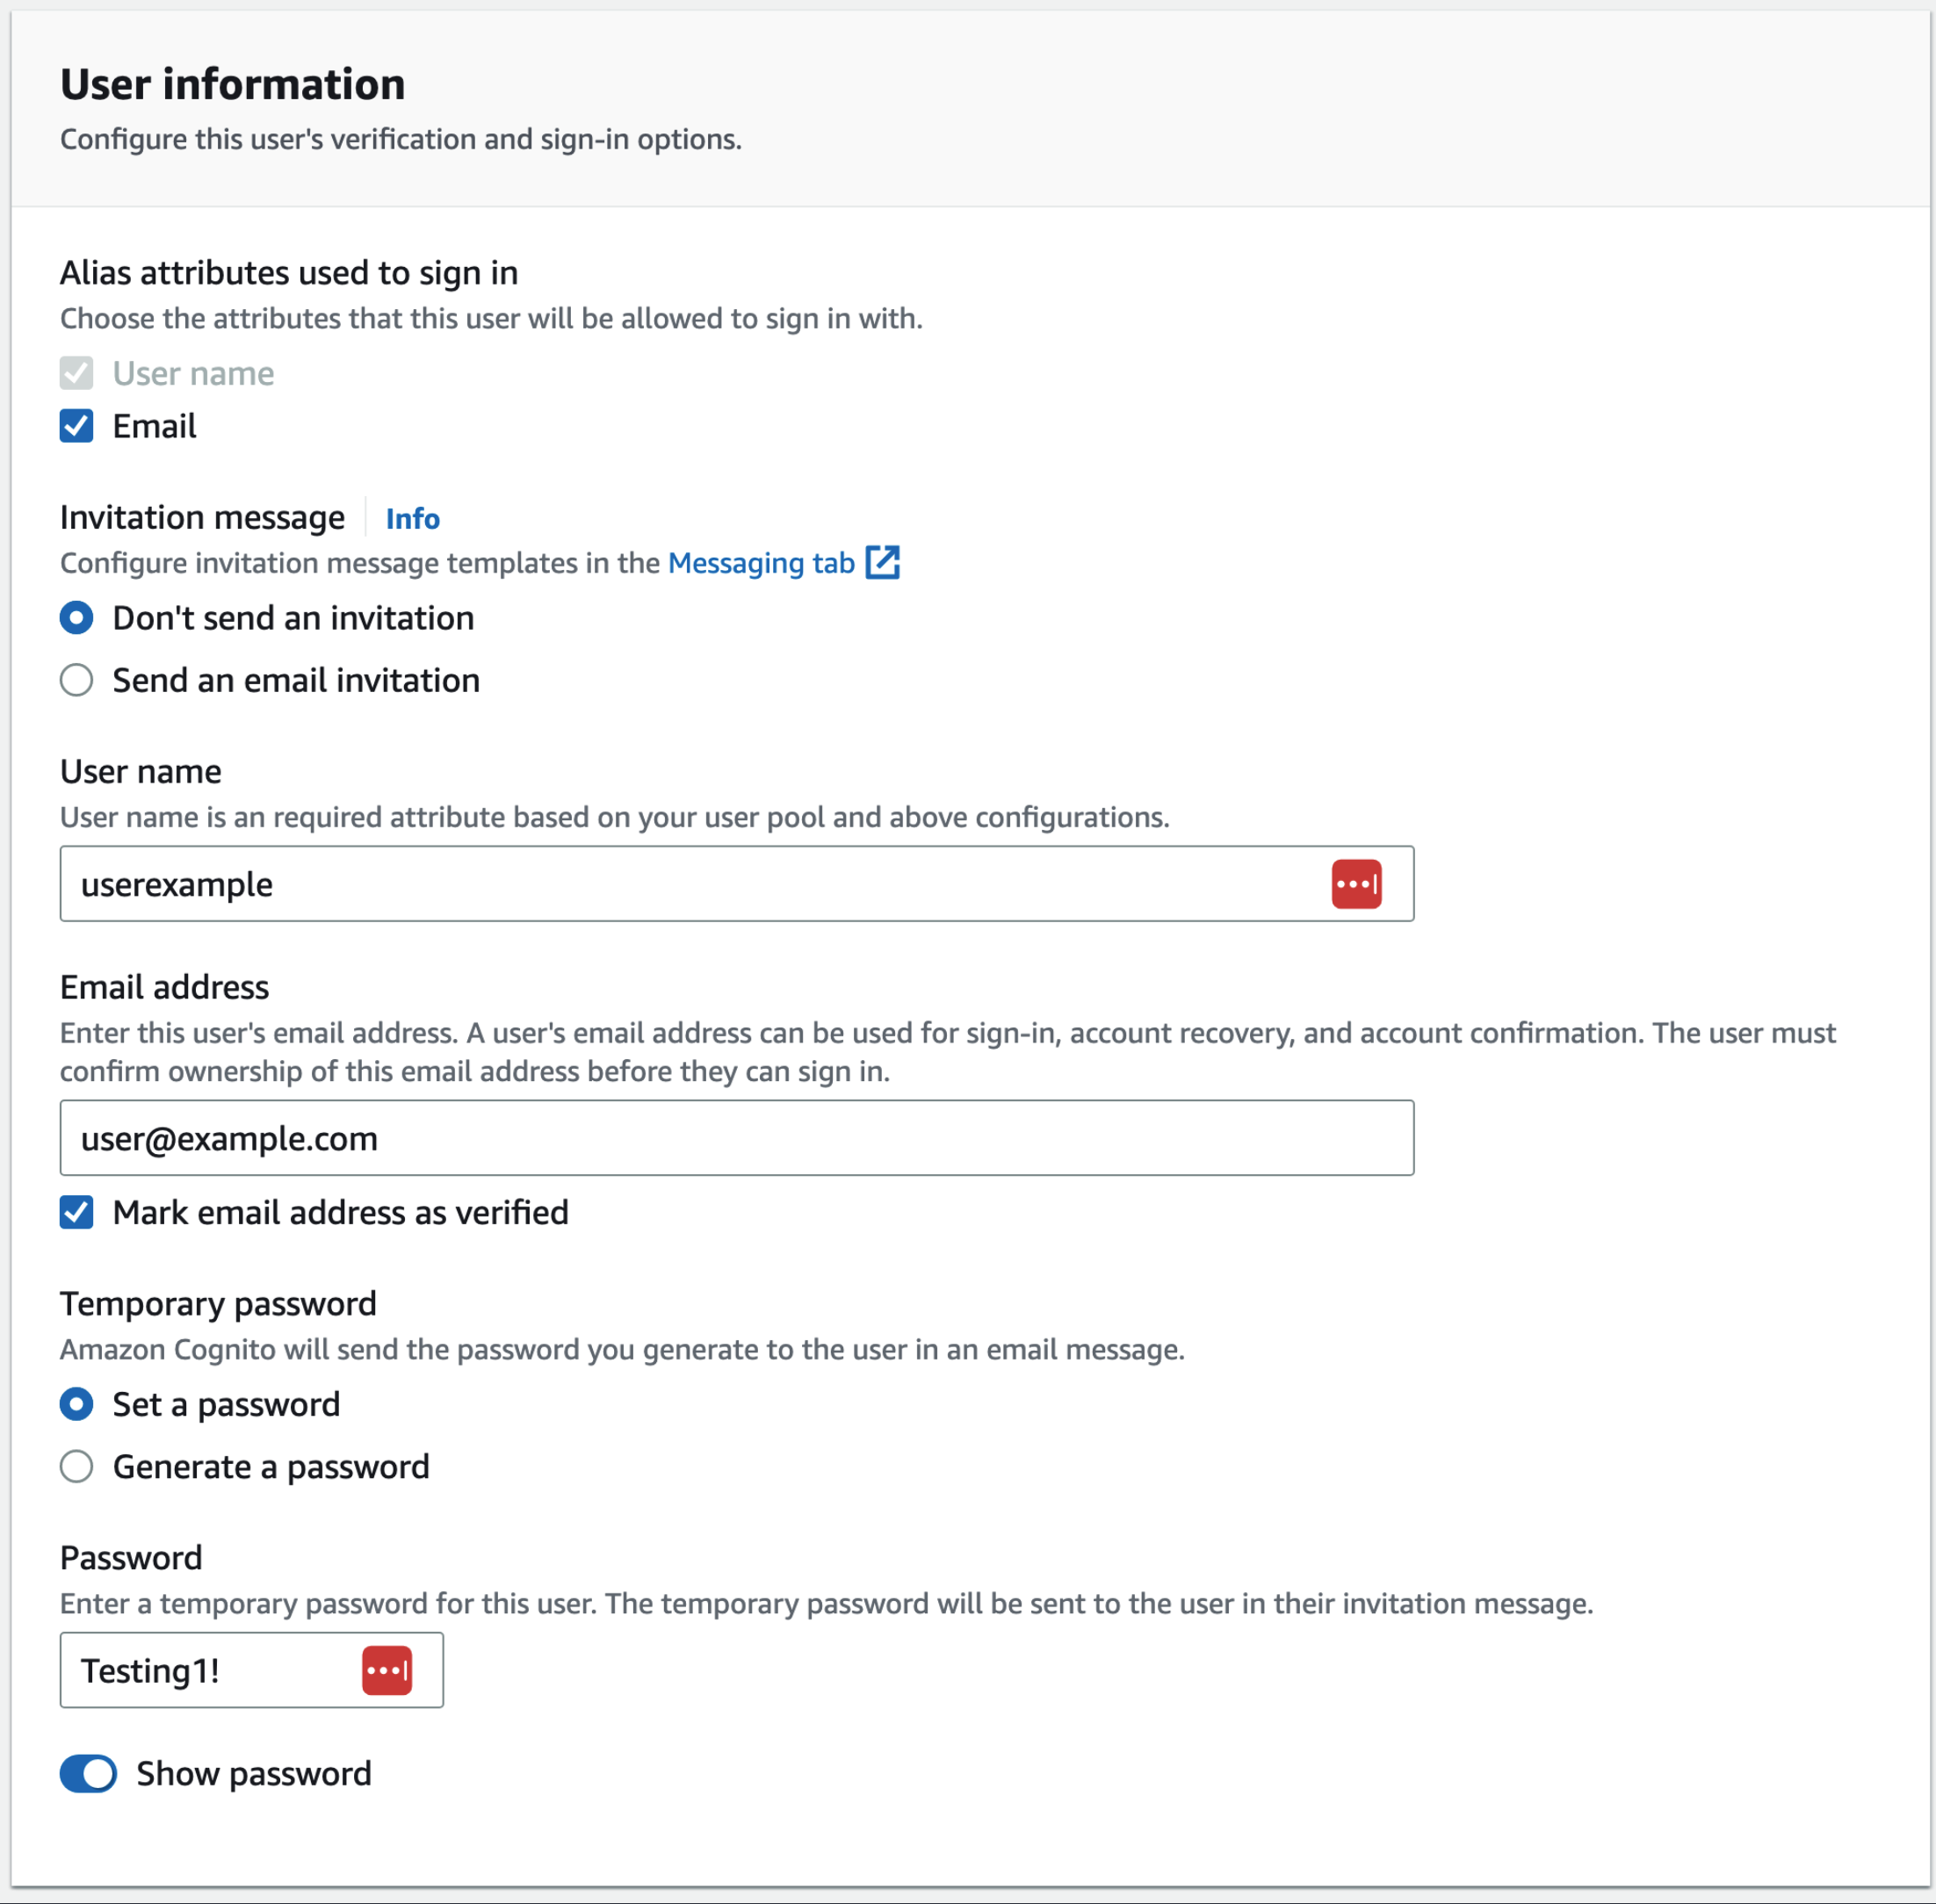 User information
Configure this user's verification and sign-in options.
Alias attributes used to sign in
Choose the attributes that this user will be allowed to sign in with.
User name
Email
Invitation message Info
Configure invitation message templates in the Messaging tab
Don't send an invitation
Send an email invitation
User name
User name is an required attribute based on your user pool and above configurations.
userexample
Email address
Enter this user's email address. A user's email address can be used for sign-in, account recovery, and account confirmation. The user must
confirm ownership of this email address before they can sign in.
user@example.com
Mark email address as verified
Temporary password
Amazon Cognito will send the password you generate to the user in an email message.
Set a password
Generate a password
Password
Enter a temporary password for this user. The temporary password will be sent to the user in their invitation message.
Testing1!
Show password